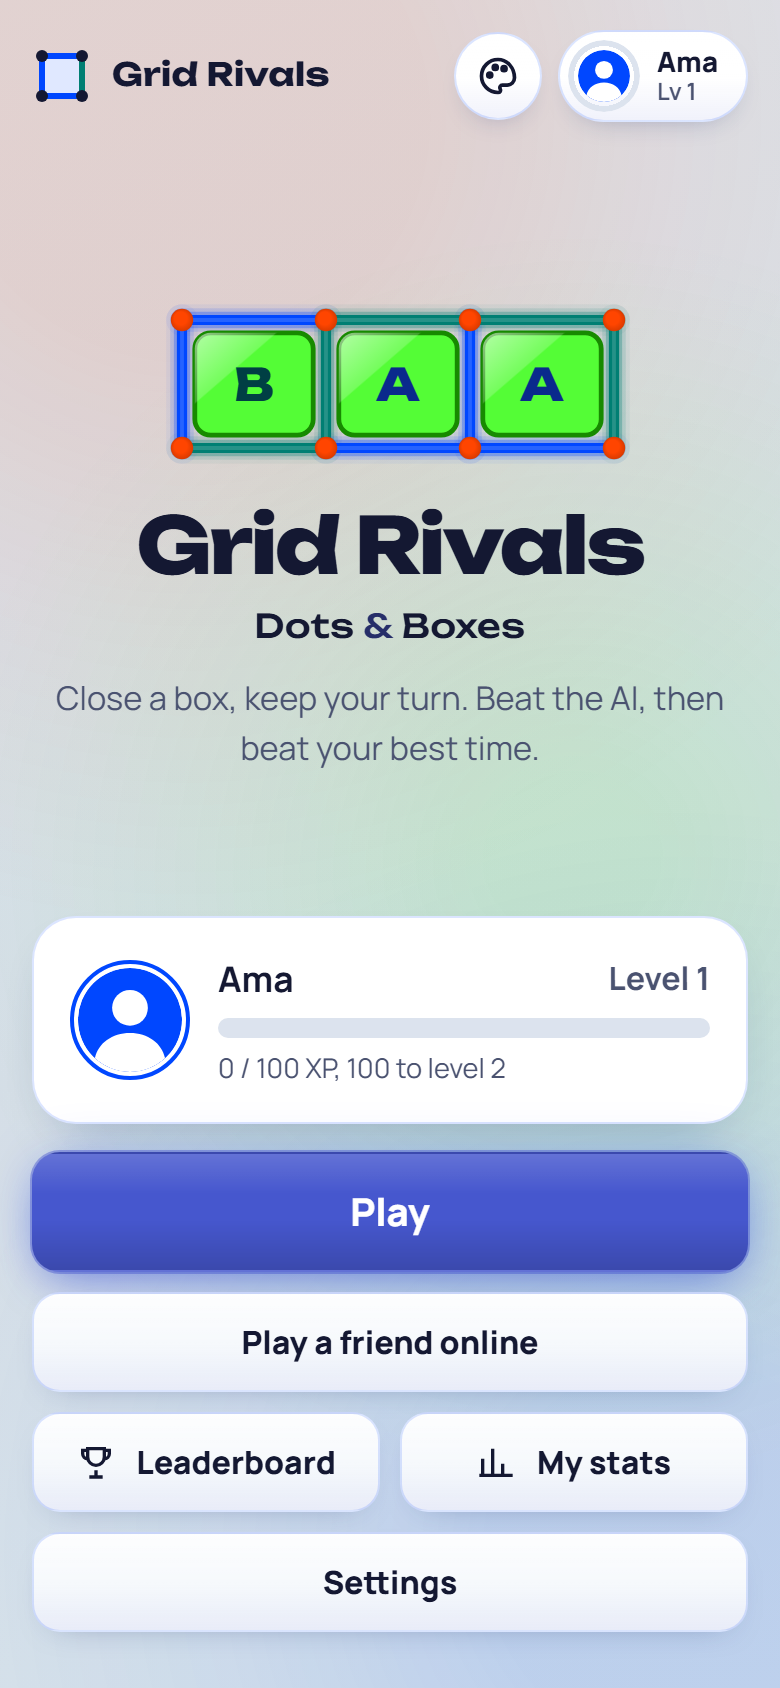 Grid Rivals
Ama
Lv 1
B A A
Grid Rivals
Dots & Boxes
Close a box, keep your turn. Beat the AI, then
beat your best time.
Ama
Level 1
0 / 100 XP, 100 to level 2
Play
Play a friend online
Leaderboard
My stats
Settings